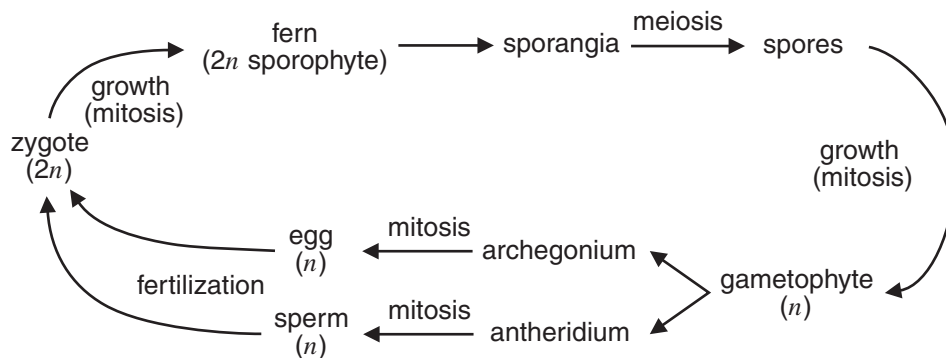 fern
(2n sporophyte)
sporangia
meiosis
spores
growth
(mitosis)
zygote
(2n)
growth
(mitosis)
egg
(n)
mitosis
archegonium
fertilization
gametophyte
(n)
sperm
(n)
mitosis
antheridium